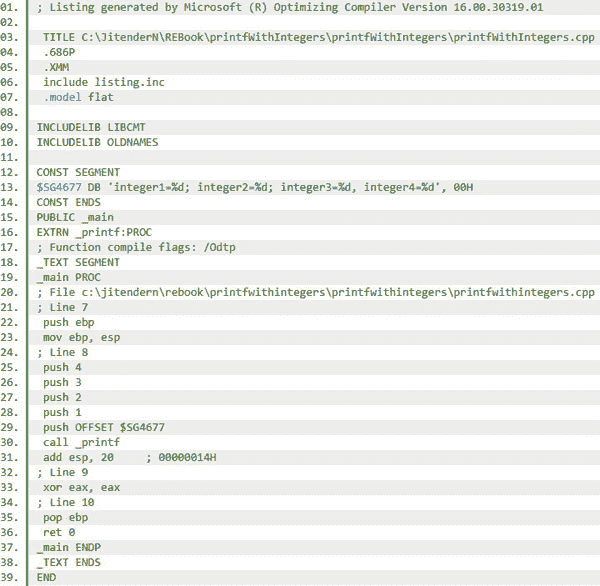 01. ; Listing generated by Microsoft (R) Optimizing Compiler Version 16.00.30319.01
02.
03. TITLE C:\JitenderN\REBook\printfWithIntegers\printfWithIntegers\printfWithIntegers.cpp
04. .686P
05. .XMM
06. include listing.inc
07. .model flat
08.
09. INCLUDELIB LIBCMT
10. INCLUDELIB OLDNAMES
11.
12. CONST SEGMENT
13. $SG4677 DB 'integer1=%d; integer2=%d; integer3=%d, integer4=%d', 00H
14. CONST ENDS
15. PUBLIC _main
16. EXTRN _printf:PROC
17. ; Function compile flags: /Odtp
18. _TEXT SEGMENT
19. _main PROC
20. ; File c:\jitendern\rebook\printfwithintegers\printfwithintegers\printfwithintegers.cpp
21. ; Line 7
22. push ebp
23. mov ebp, esp
24. ; Line 8
25. push 4
26. push 3
27. push 2
28. push 1
29. push OFFSET $SG4677
30. call _printf
31. add esp, 20 ; 00000014H
32. ; Line 9
33. xor eax, eax
34. ; Line 10
35. pop ebp
36. ret 0
37. _main ENDP
38. _TEXT ENDS
39. END